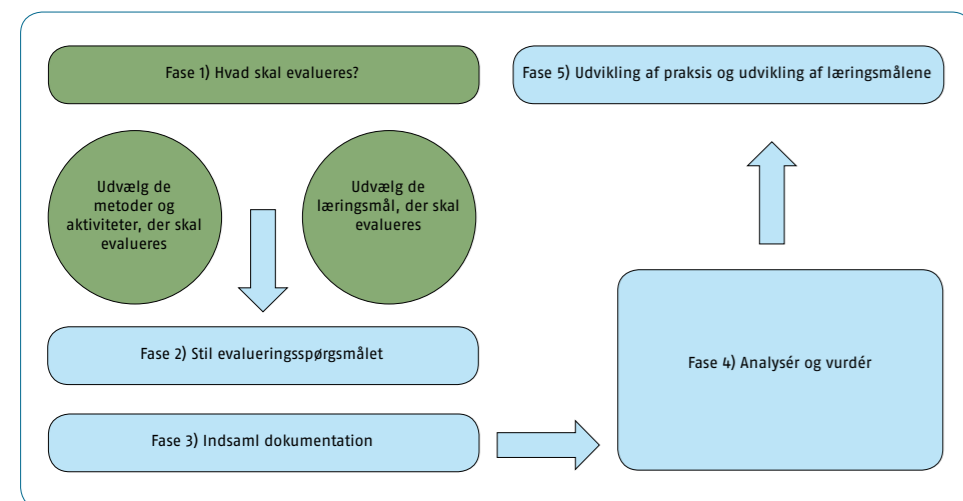 Fase 1) Hvad skal evalueres?
Udvælg de
metoder og
aktiviteter, der skal
evalueres
Udvælg de
læringsmål, der skal
evalueres
Fase 2) Stil evalueringsspørgsmålet
Fase 3) Indsaml dokumentation
Fase 4) Analysér og vurdér
Fase 5) Udvikling af praksis og udvikling af læringsmålene